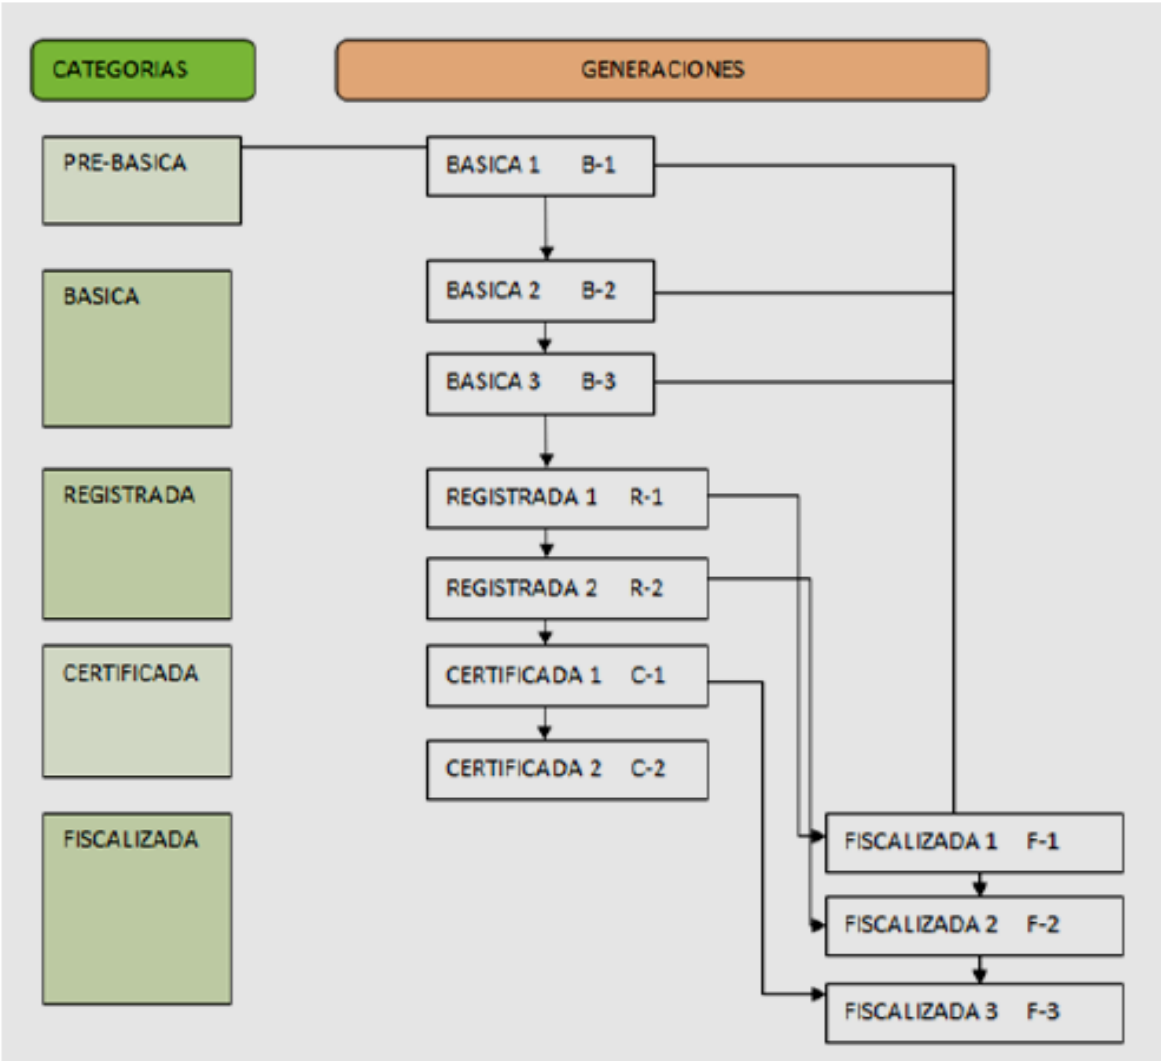 CATEGORIAS GENERACIONES
PRE-BASICA BASICA 1 B-1
BASICA BASICA 2 B-2
BASICA 3 B-3
REGISTRADA REGISTRADA 1 R-1
REGISTRADA 2 R-2
CERTIFICADA CERTIFICADA 1 C-1
CERTIFICADA 2 C-2
FISCALIZADA FISCALIZADA 1 F-1
FISCALIZADA 2 F-2
FISCALIZADA 3 F-3